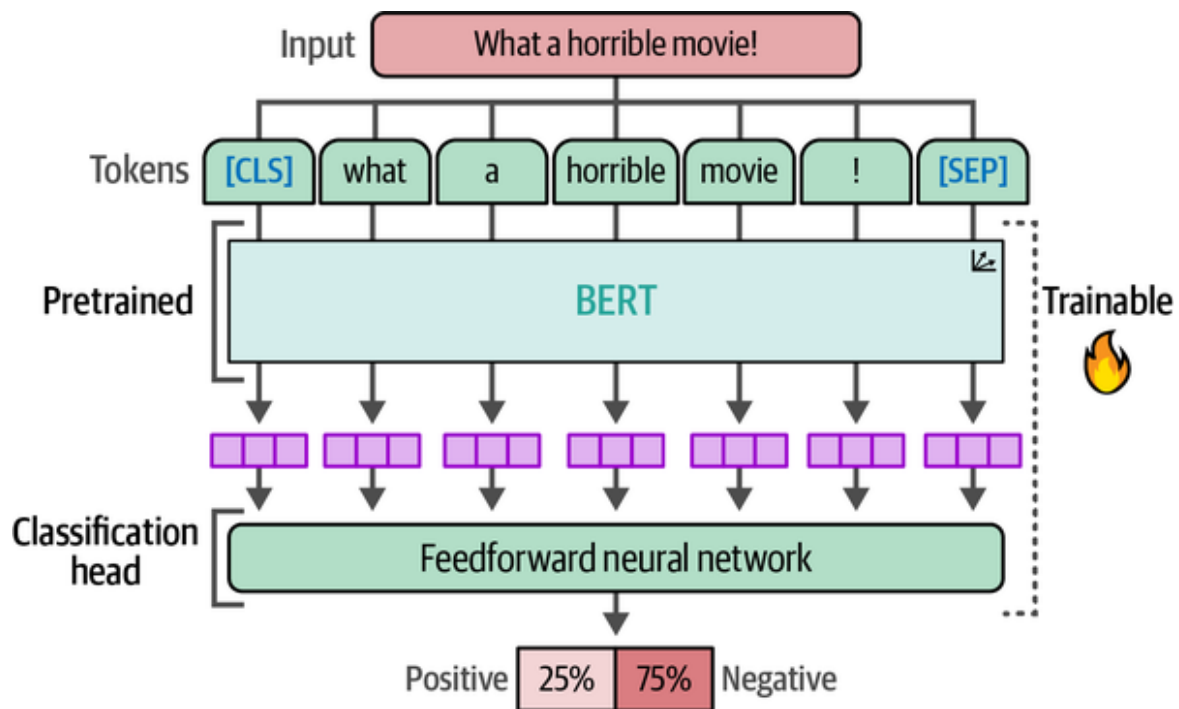 Input What a horrible movie!
Tokens [CLS] what a horrible movie ! [SEP]
Pretrained
BERT
Trainable
Classification
head
Feedforward neural network
Positive 25% 75% Negative